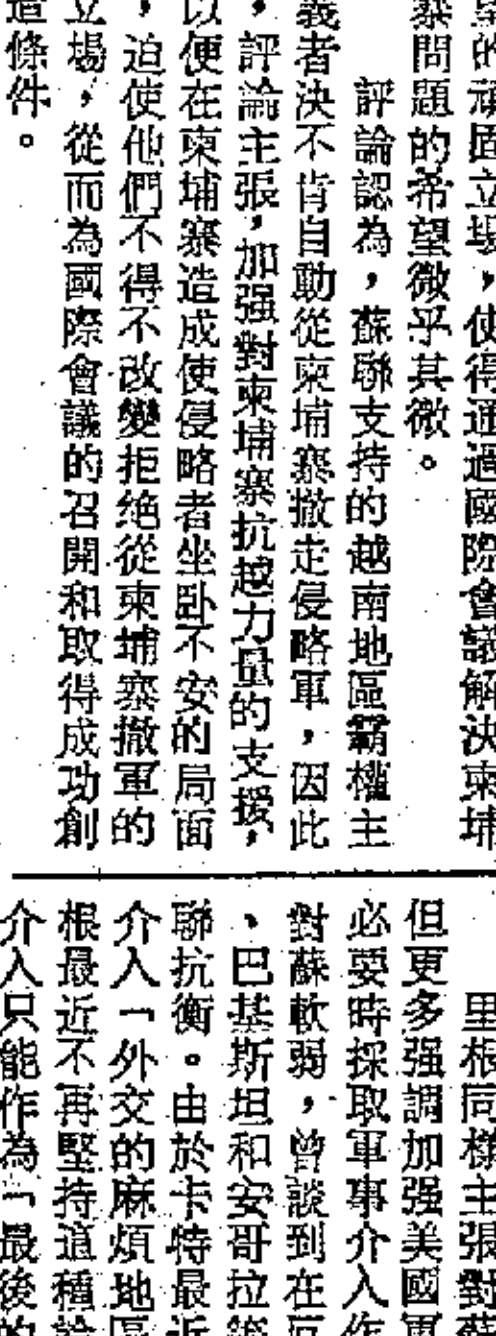 的頑固立場，使得通過國際會議解決柬埔
寨問題的希望微乎其微。
評論認為，蘇聯支持的越南地區霸權主
義者決不肯自動從柬埔寨撤走侵略軍，因此
，評論主張，加强對柬埔寨抗越力量的支援，
以便在柬埔寨造成使侵略者坐卧不安的局面
，迫使他們不得不改變拒绝從柬埔寨撤軍的
立場，從而為國際會議的召開和取得成功創
造條件。
里根同樣主張對蘇
但更多强調加强美國軍
必要時採取軍事介入作
對蘇軟弱，曾談到在
、巴基斯坦和安哥拉
聯抗衡。由於卡特最近
介入「外交的麻煩地區
根最近不再堅持這種論
介入只能作為「最後的